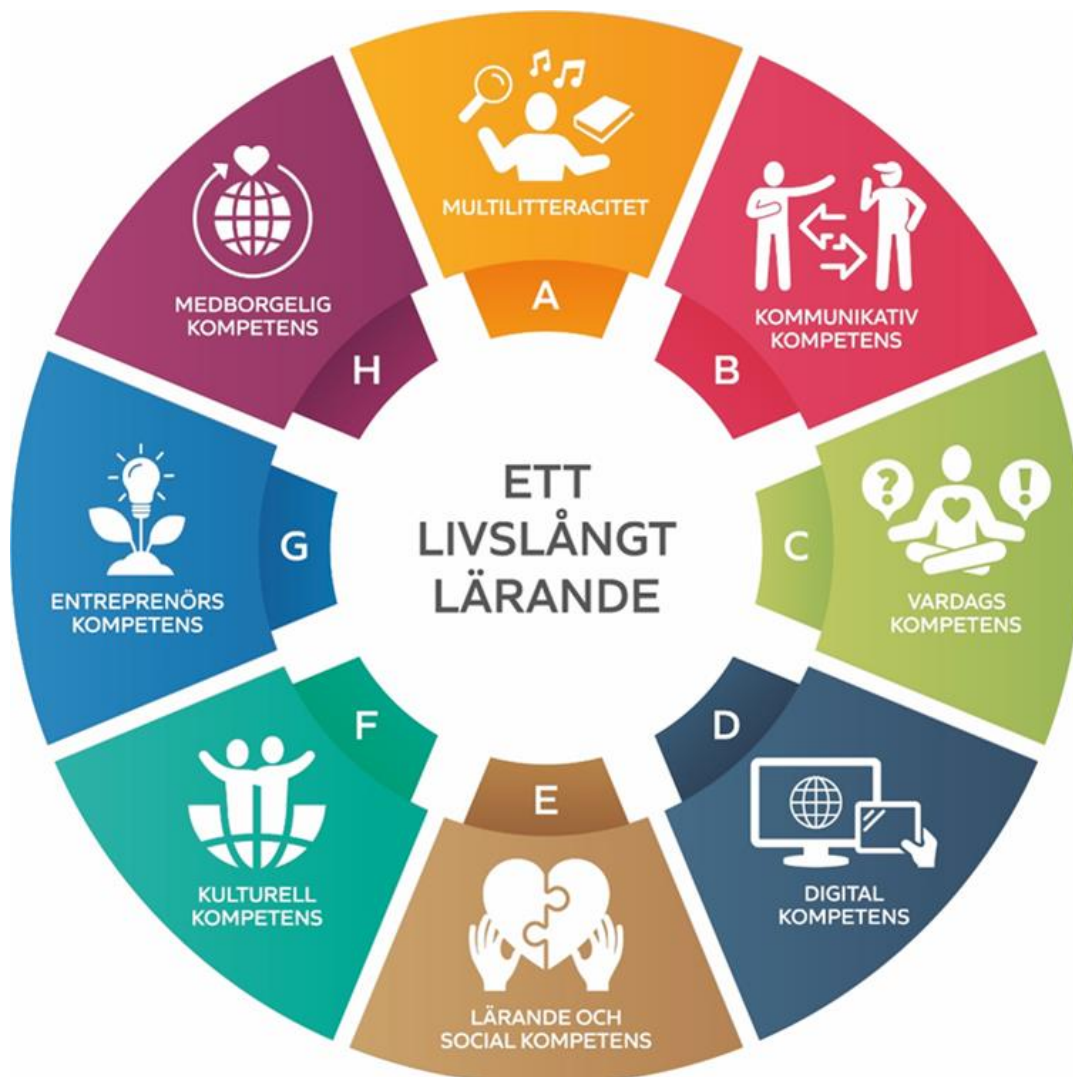 MULTILITTERACITET
A
KOMMUNIKATIV
KOMPETENS
B
VARDAGS
KOMPETENS
C
DIGITAL
KOMPETENS
D
LÄRANDE OCH
SOCIAL KOMPETENS
E
KULTURELL
KOMPETENS
F
ENTREPRENÖRS
KOMPETENS
G
MEDBORGELIG
KOMPETENS
H
ETT
LIVSLÅNGT
LÄRANDE
?
!